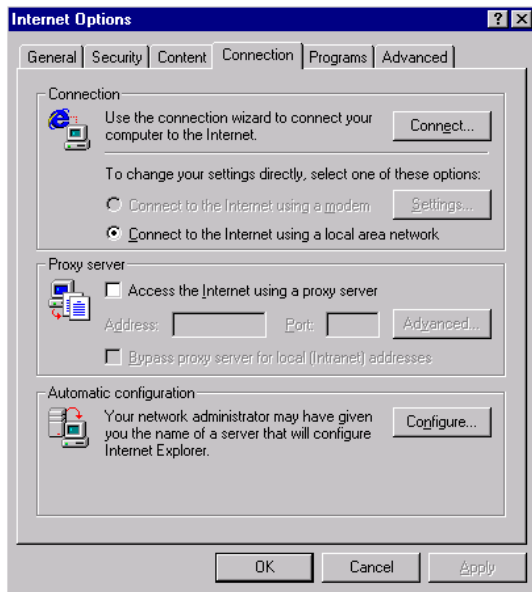 Internet Options
General Security Content Connection Programs Advanced
Connection
Use the connection wizard to connect your
computer to the Internet.
Connect...
To change your settings directly, select one of these options:
Connect to the Internet using a modem
Settings...
Connect to the Internet using a local area network
Proxy server
Access the Internet using a proxy server
Address: Port: Advanced...
Bypass proxy server for local (Intranet) addresses
Automatic configuration
Your network administrator may have given
you the name of a server that will configure
Internet Explorer.
Configure...
OK Cancel Apply